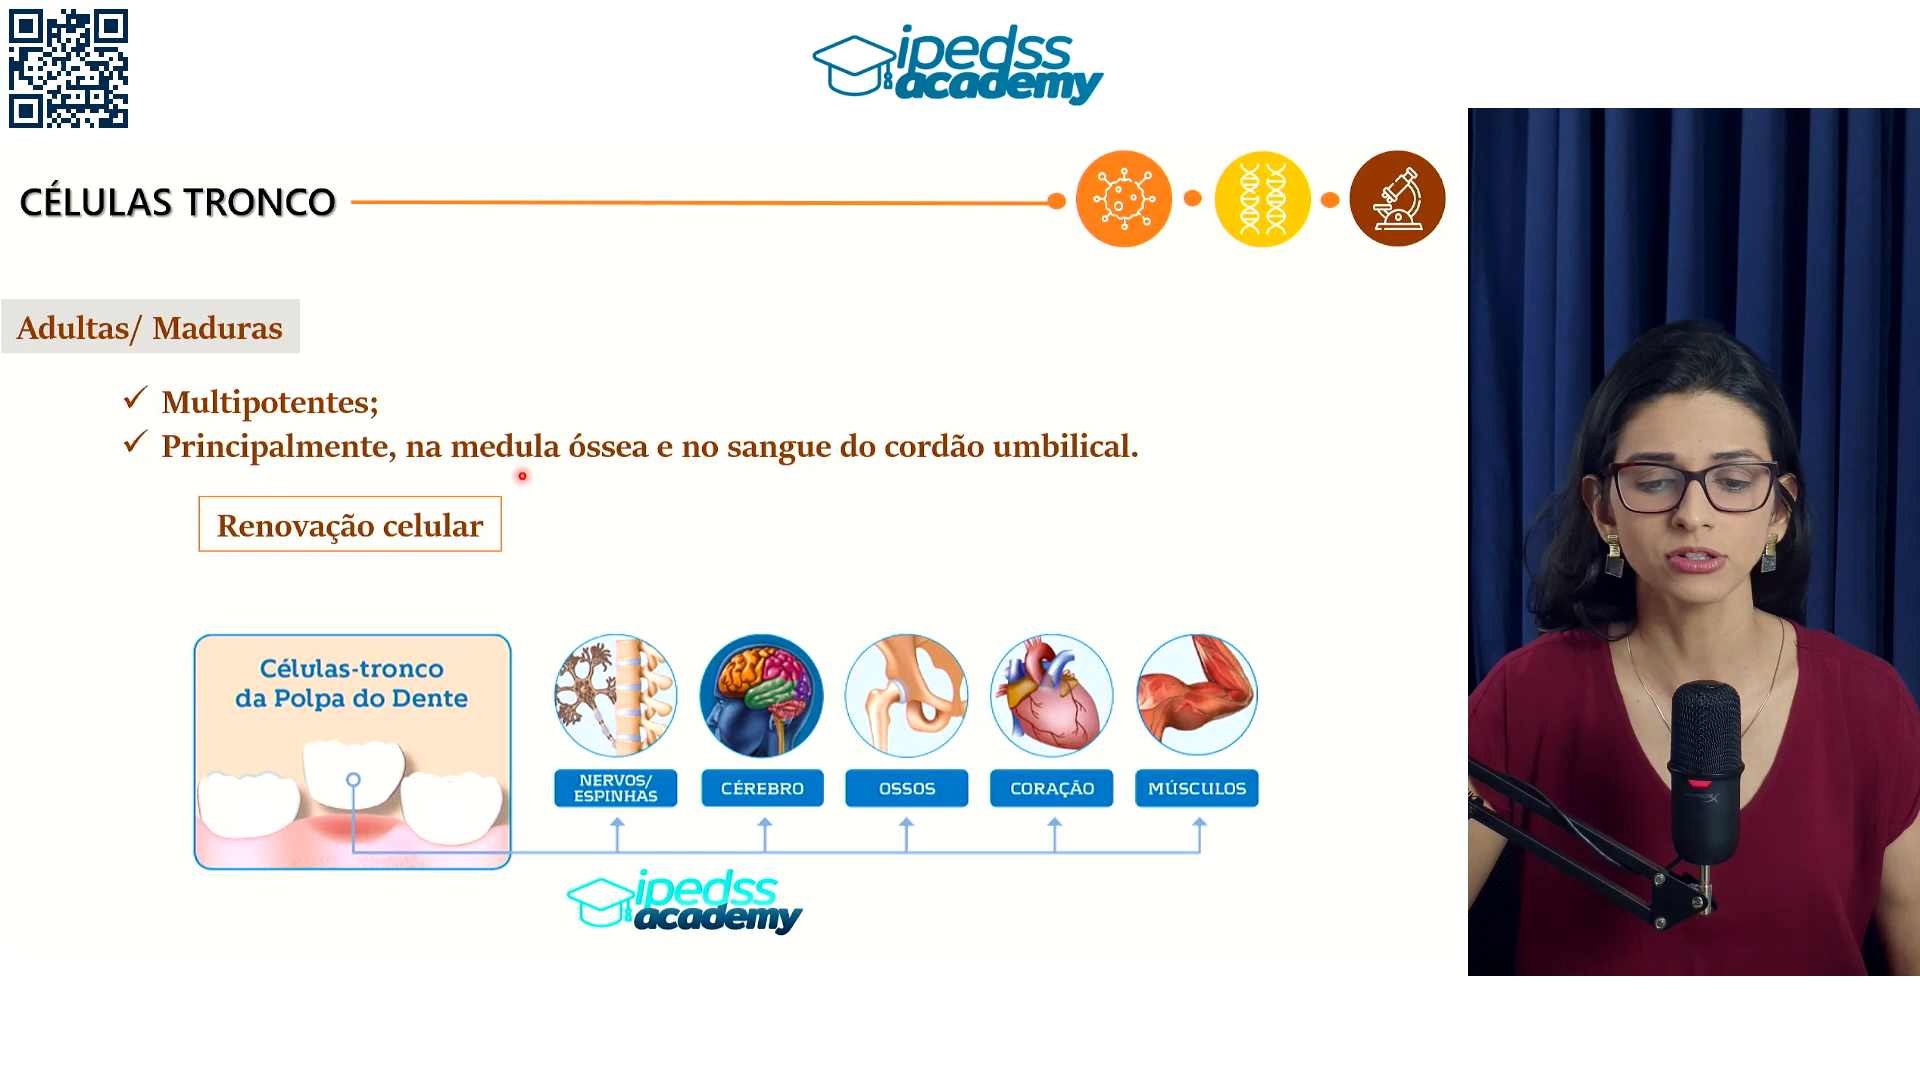 ipedss
academy
CÉLULAS TRONCO
Adultas/ Maduras
✓ Multipotentes;
✓ Principalmente, na medula óssea e no sangue do cordão umbilical.
Renovação celular
Células-tronco
da Polpa do Dente
NERVOS/
ESPINHAS
CÉREBRO
OSSOS
CORAÇÃO
MÚSCULOS
ipedss
academy